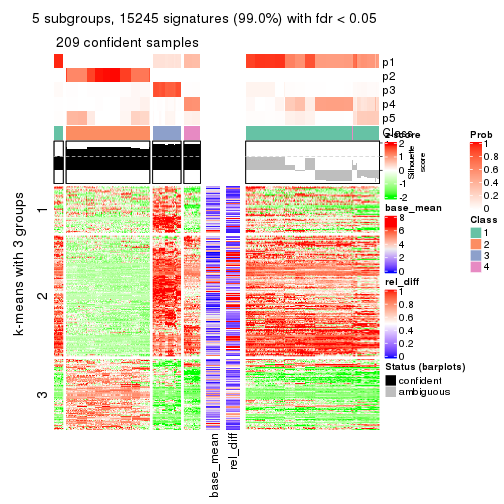 5 subgroups, 15245 signatures (99.0%) with fdr < 0.05
209 confident samples
p1
p2
p3
p4
p5
Class
1
2
3
k-means with 3 groups
base_mean
rel_diff
Silhouette
score
z-score
2
1
0
-1
-2
base_mean
8
6
4
2
0
rel_diff
1
0.8
0.6
0.4
0.2
0
Status (barplots)
confident
ambiguous
Prob
1
0.8
0.6
0.4
0.2
0
Class
1
2
3
4